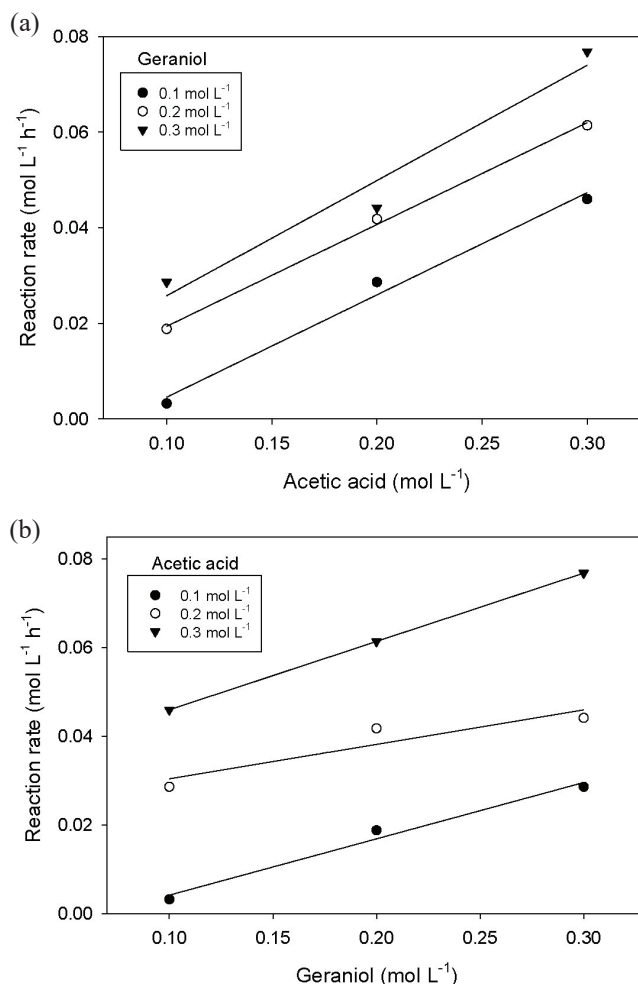 (a)
0.08
0.06
0.04
0.02
0.00
Reaction rate (mol L⁻¹ h⁻¹)
Geraniol
0.1 mol L⁻¹
0.2 mol L⁻¹
0.3 mol L⁻¹
0.10 0.15 0.20 0.25 0.30
Acetic acid (mol L⁻¹)
(b)
0.08
0.06
0.04
0.02
0.00
Reaction rate (mol L⁻¹ h⁻¹)
Acetic acid
0.1 mol L⁻¹
0.2 mol L⁻¹
0.3 mol L⁻¹
0.10 0.15 0.20 0.25 0.30
Geraniol (mol L⁻¹)